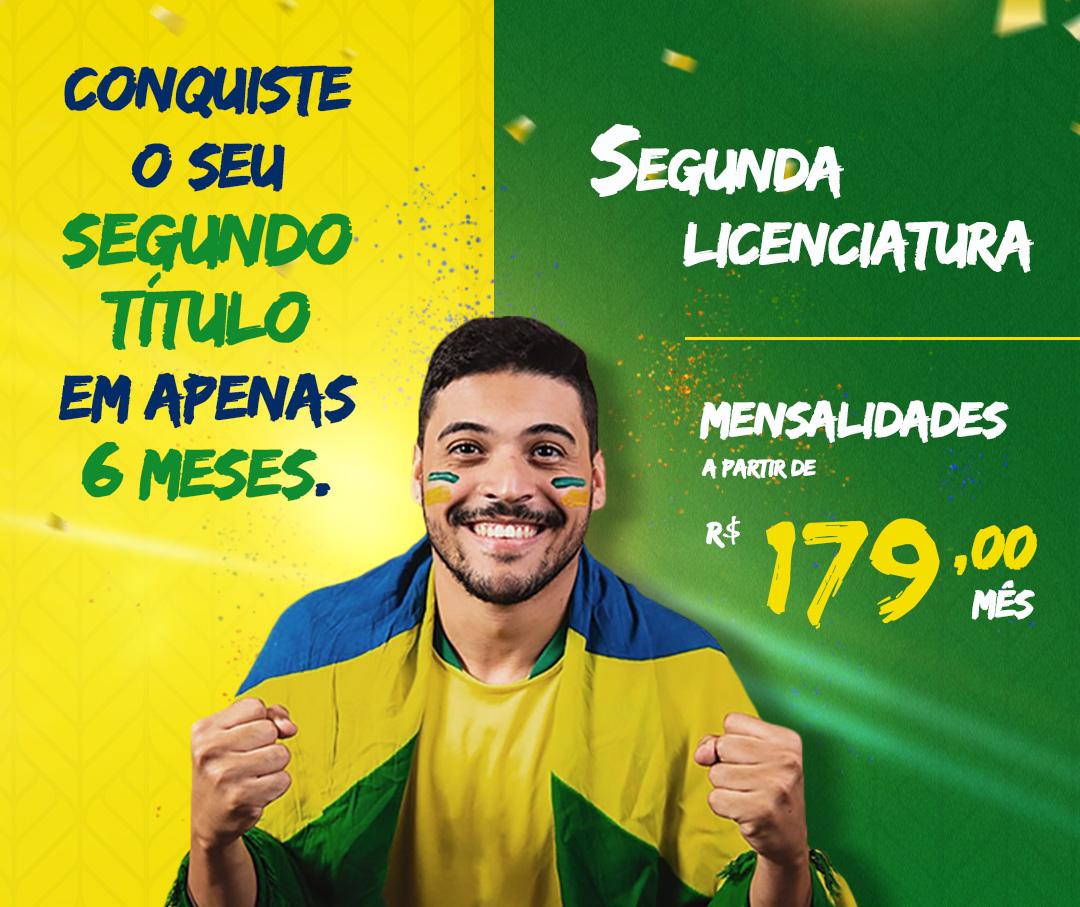 CONQUISTE
O SEU
SEGUNDO
TÍTULO
EM APENAS
6 MESES.
SEGUNDA
LICENCIATURA
MENSALIDADES
A PARTIR DE
R$ 179,00
MÊS